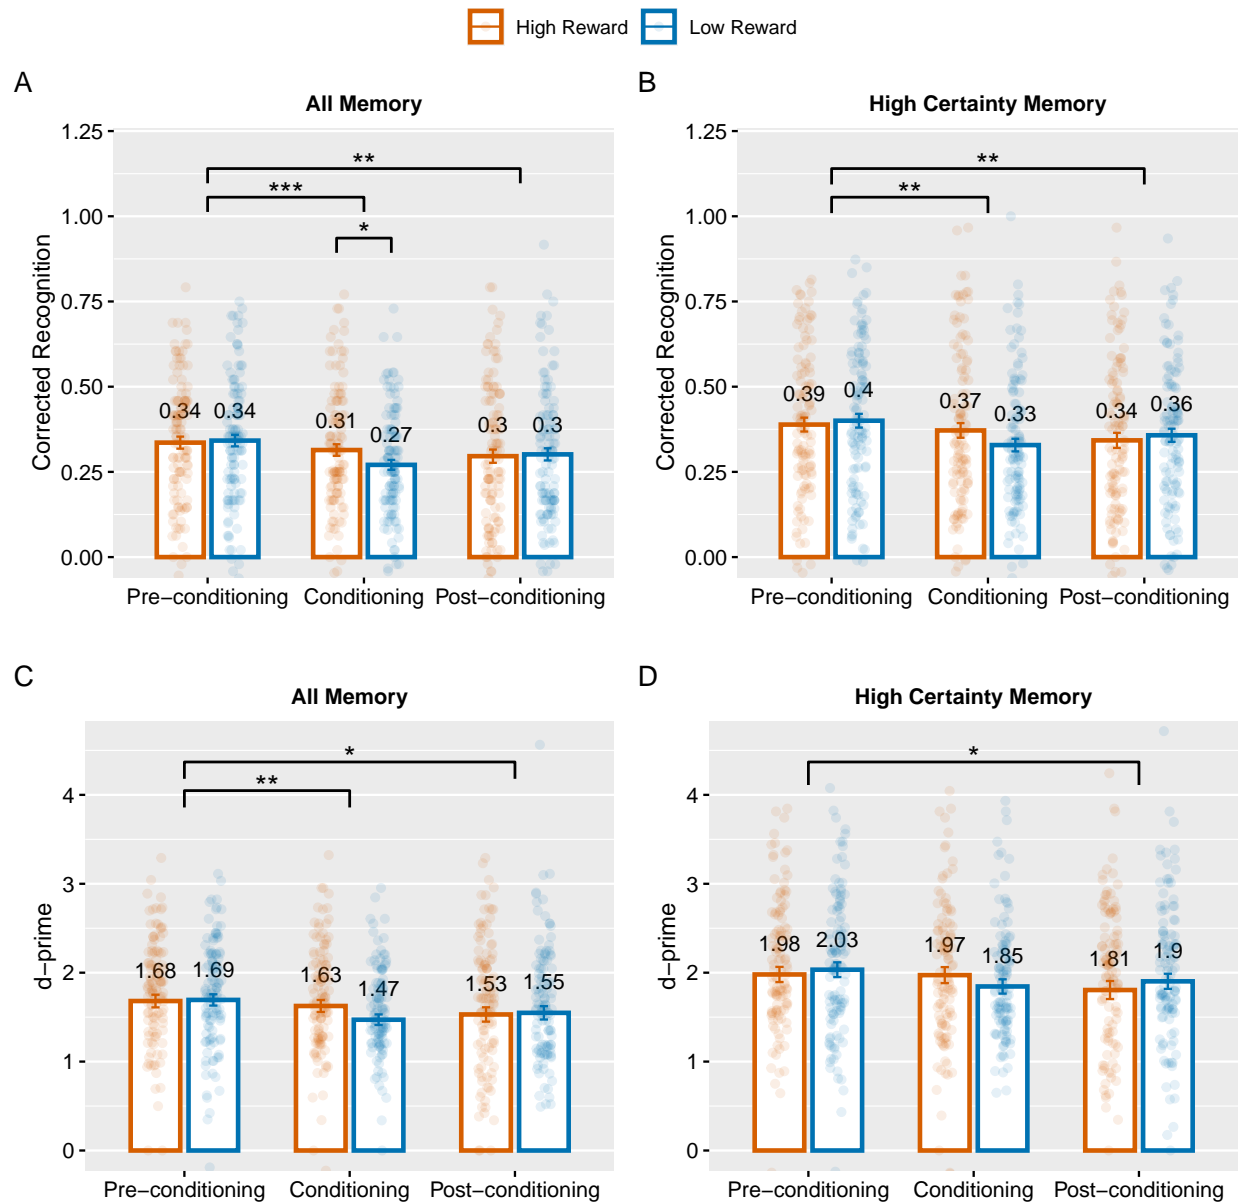 High Reward Low Reward
A
All Memory
Corrected Recognition
1.25
1.00
0.75
0.50
0.25
0.00
**
***
*
0.34 0.34 0.31 0.27 0.3 0.3
Pre−conditioning Conditioning Post−conditioning
B
High Certainty Memory
Corrected Recognition
1.25
1.00
0.75
0.50
0.25
0.00
**
**
0.39 0.4 0.37 0.33 0.34 0.36
Pre−conditioning Conditioning Post−conditioning
C
All Memory
d−prime
4
3
2
1
0
*
**
1.68 1.69 1.63 1.47 1.53 1.55
Pre−conditioning Conditioning Post−conditioning
D
High Certainty Memory
d−prime
4
3
2
1
0
*
1.98 2.03 1.97 1.85 1.81 1.9
Pre−conditioning Conditioning Post−conditioning